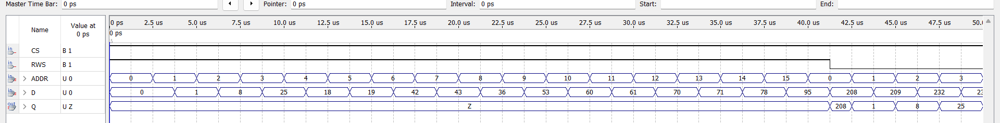 Master Time Bar: 0 ps Pointer: 0 ps Interval: 0 ps Start: End:
Name Value at 0 ps 0 ps 2.5 us 5.0 us 7.5 us 10.0 us 12.5 us 15.0 us 17.5 us 20.0 us 22.5 us 25.0 us 27.5 us 30.0 us 32.5 us 35.0 us 37.5 us 40.0 us 42.5 us 45.0 us 47.5 us 50.
0 ps
in CS B 1
in RWS B 1
in ADDR U 0 0 1 2 3 4 5 6 7 8 9 10 11 12 13 14 15 0 1 2 3
in D U 0 0 1 8 25 18 19 42 43 36 53 60 61 70 71 78 95 208 209 232 23
out Q U Z Z 208 1 8 25